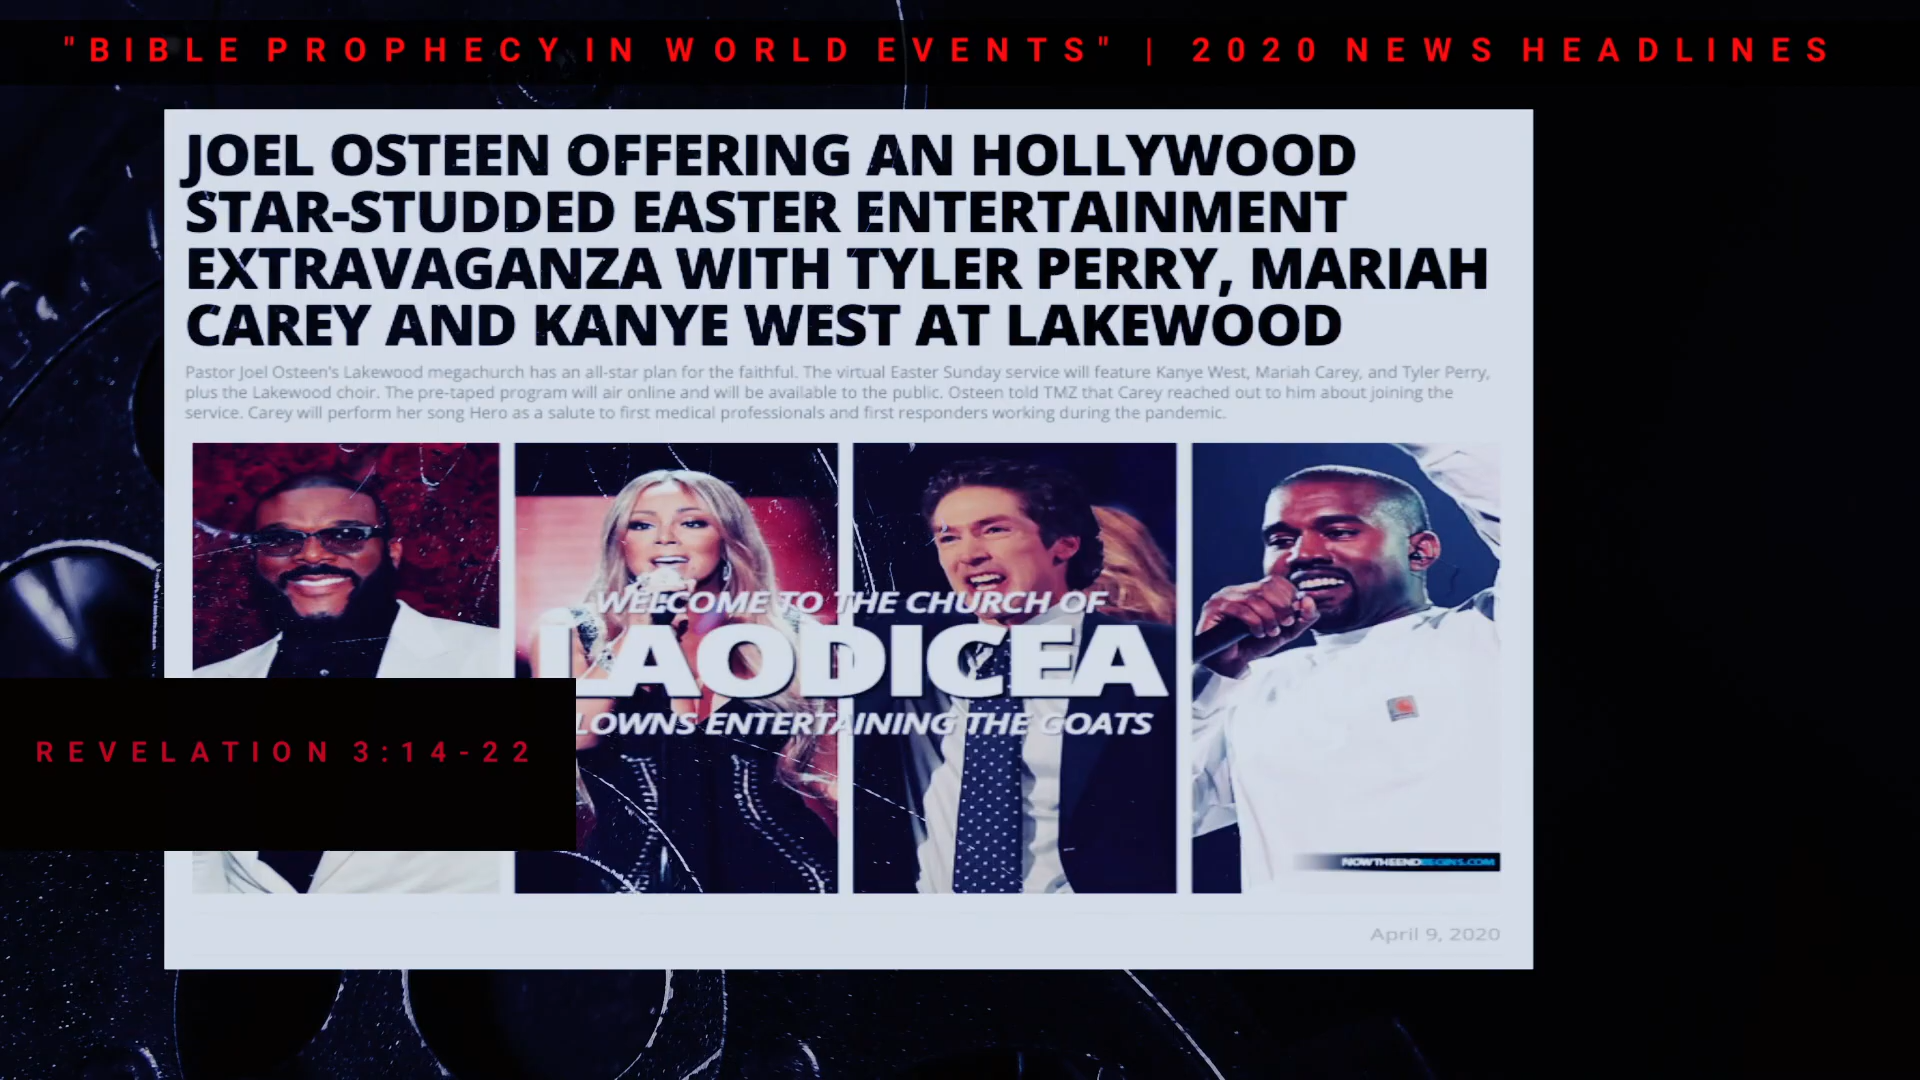 "BIBLE PROPHECY IN WORLD EVENTS" | 2020 NEWS HEADLINES
JOEL OSTEEN OFFERING AN HOLLYWOOD
STAR-STUDDED EASTER ENTERTAINMENT
EXTRAVAGANZA WITH TYLER PERRY, MARIAH
CAREY AND KANYE WEST AT LAKEWOOD
Pastor Joel Osteen's Lakewood megachurch has an all-star plan for the faithful. The virtual Easter Sunday service will feature Kanye West, Mariah Carey, and Tyler Perry,
plus the Lakewood choir. The pre-taped program will air online and will be available to the public. Osteen told TMZ that Carey reached out to him about joining the
service. Carey will perform her song Hero as a salute to first medical professionals and first responders working during the pandemic.
WELCOME TO THE CHURCH OF
LAODICEA
LOWNS ENTERTAINING THE GOATS
REVELATION 3:14-22
NOWTHEENDBEGINS.COM
April 9, 2020